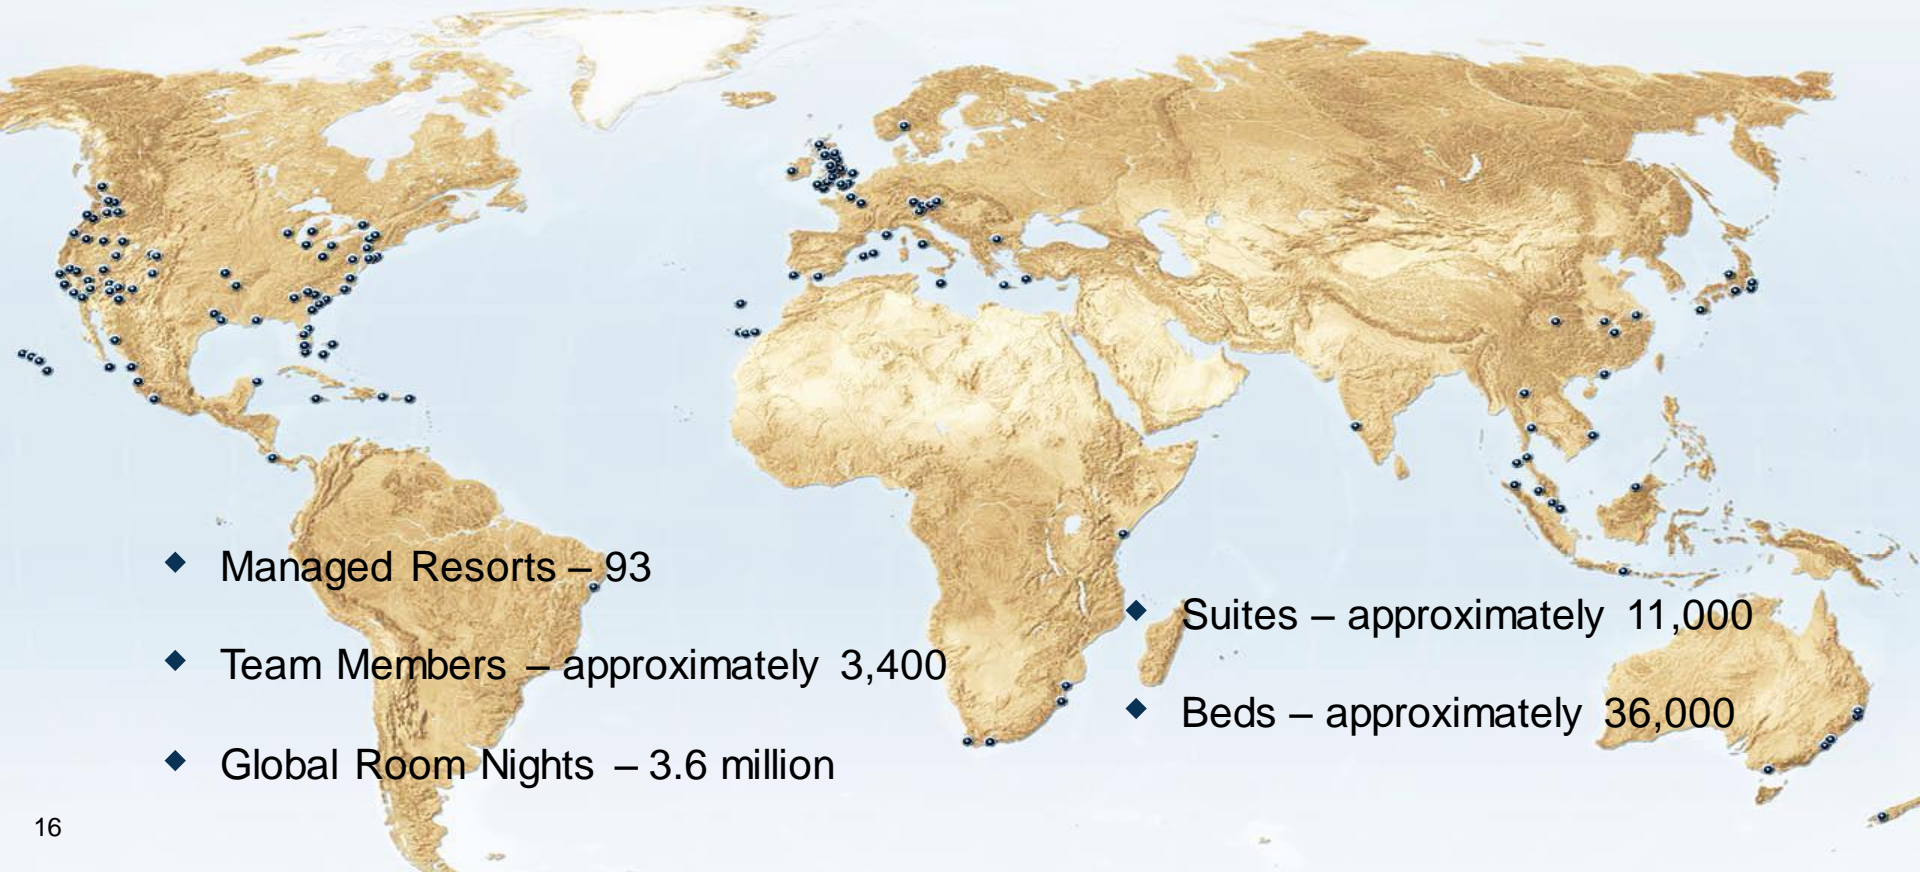 ◆ Managed Resorts – 93
◆ Team Members – approximately 3,400
◆ Global Room Nights – 3.6 million
◆ Suites – approximately 11,000
◆ Beds – approximately 36,000
16